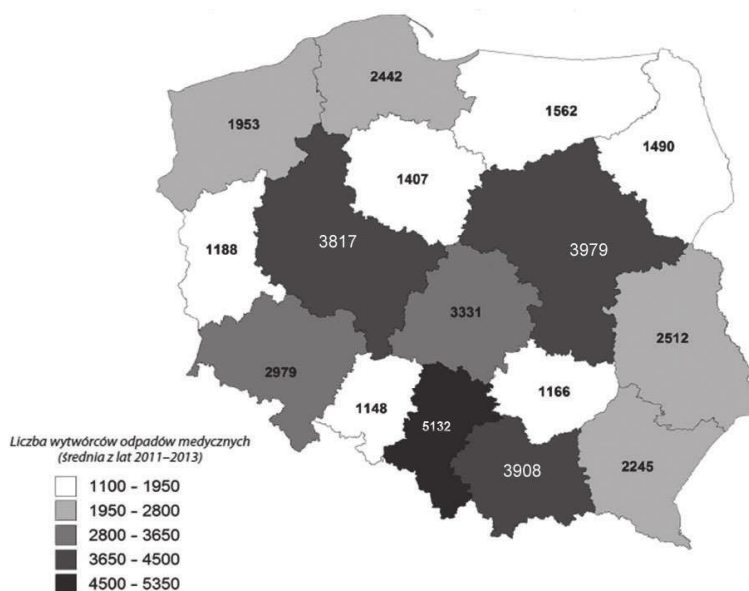 2442
1953
1562
1490
1407
1188
3817
3979
3331
2512
2979
1148
5132
1166
3908
2245
Liczba wytwórców odpadów medycznych
(średnia z lat 2011–2013)
1100 - 1950
1950 - 2800
2800 - 3650
3650 - 4500
4500 - 5350